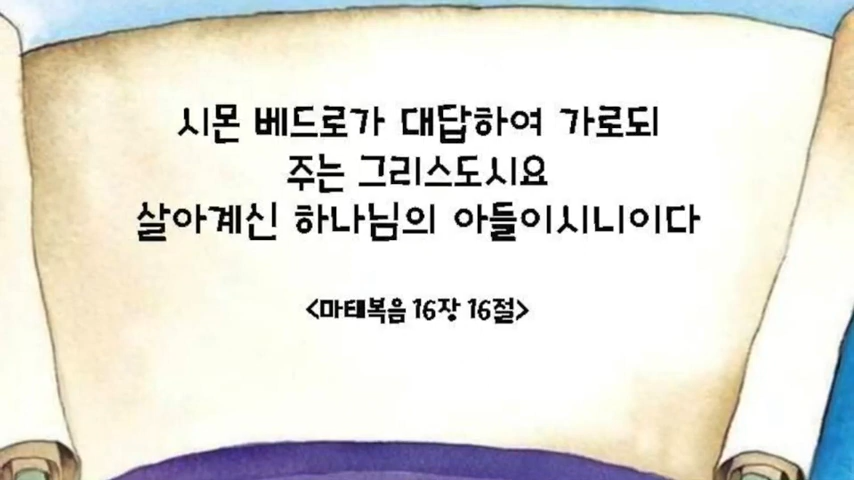 시몬 베드로가 대답하여 가로되
주는 그리스도시요
살아계신 하나님의 아들이시니이다
<마태복음 16장 16절>